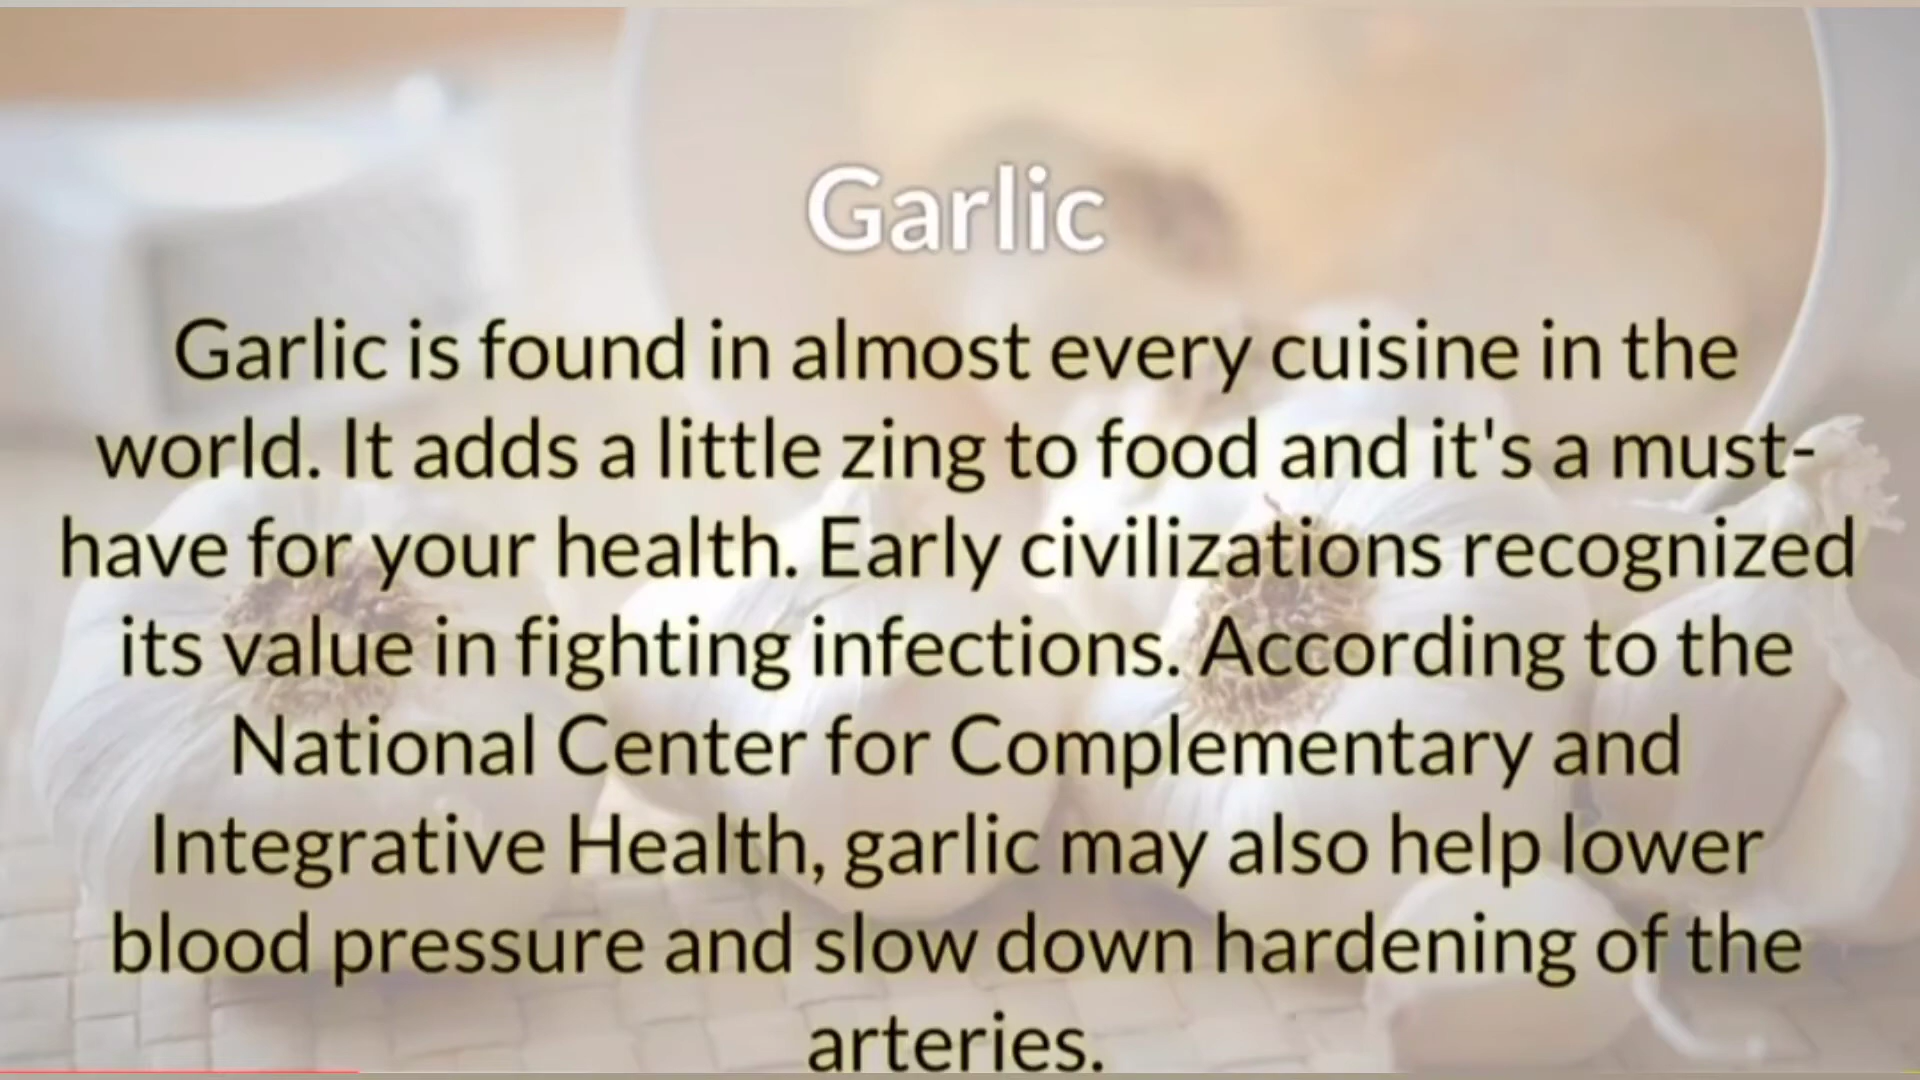 Garlic
Garlic is found in almost every cuisine in the
world. It adds a little zing to food and it's a must-
have for your health. Early civilizations recognized
its value in fighting infections. According to the
National Center for Complementary and
Integrative Health, garlic may also help lower
blood pressure and slow down hardening of the
arteries.